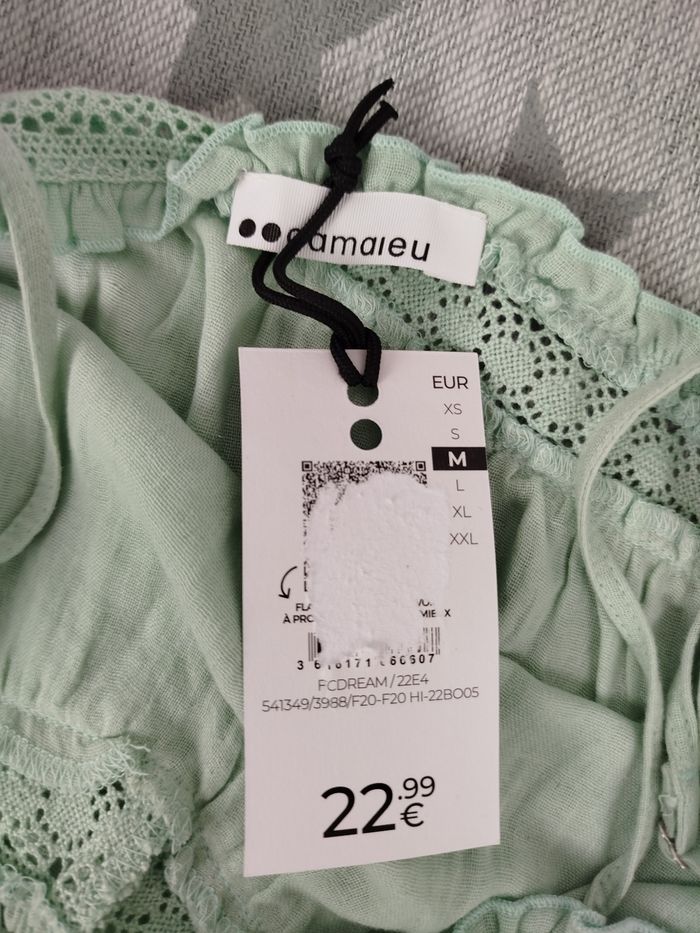 camaieu
EUR
XS
S
M
L
XL
XXL
À
FCDREAM/22E4
541349/3988/F20-F20 HI-22BO05
22.99
€